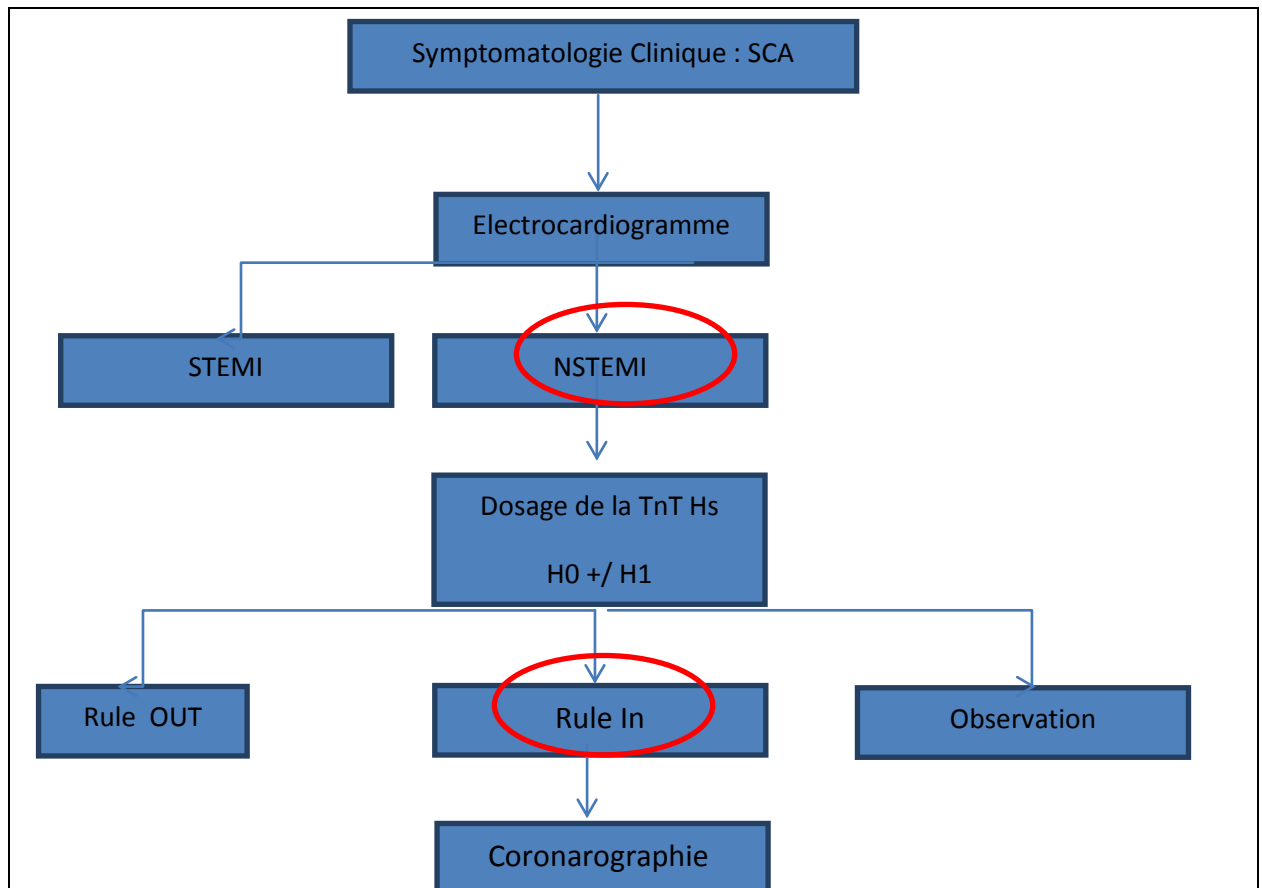 Symptomatologie Clinique : SCA
Electrocardiogramme
STEMI
NSTEMI
Dosage de la TnT Hs
H0 +/ H1
Rule OUT
Rule In
Observation
Coronarographie